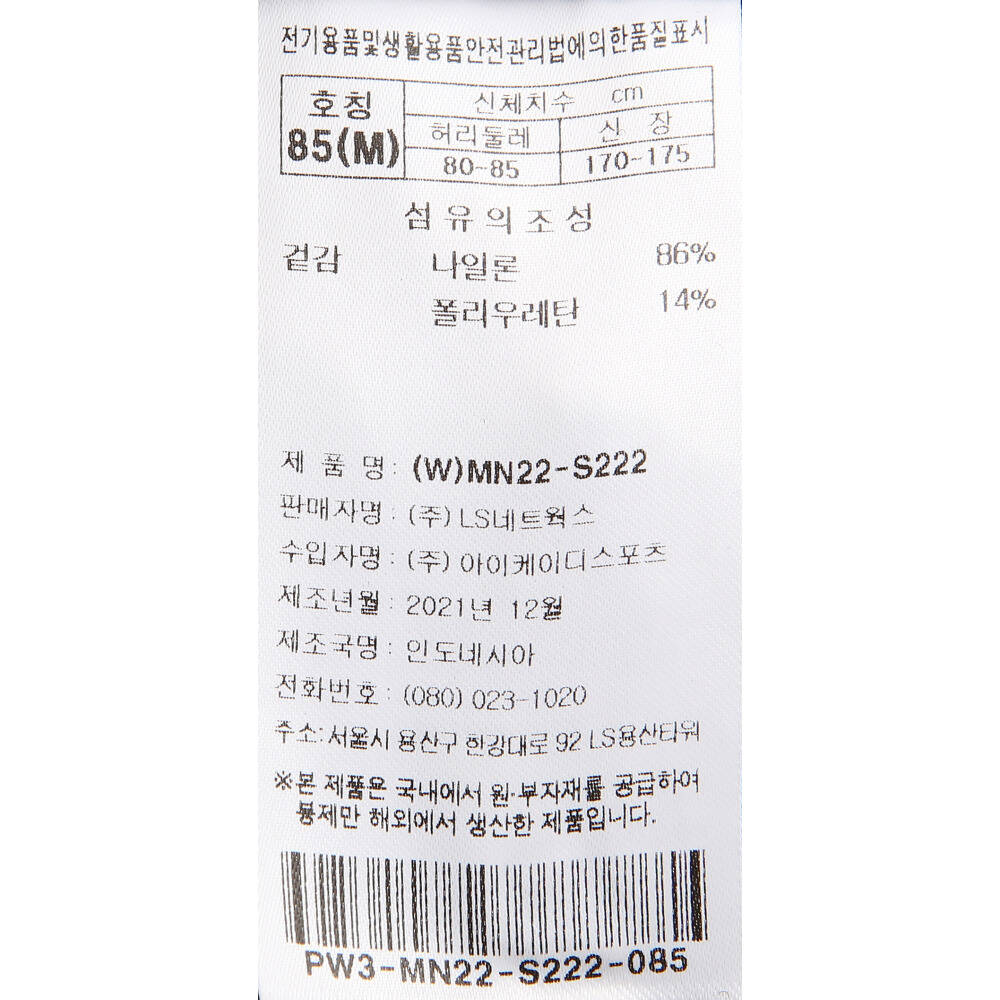 전기용품및생활용품안전관리법에의한품질표시
호칭 신체치수 cm
85(M) 허리둘레 신 장
80-85 170-175
섬유의조성
겉감 나일론 86%
폴리우레탄 14%
제 품 명: (W)MN22-S222
판매자명: (주) LS네트웍스
수입자명: (주) 아이케이디스포츠
제조년월: 2021년 12월
제조국명: 인도네시아
전화번호: (080) 023-1020
주소: 서울시 용산구 한강대로 92 LS용산타워
※본 제품은 국내에서 원·부자재를 공급하여
봉제만 해외에서 생산한 제품입니다.
PW3-MN22-S222-085